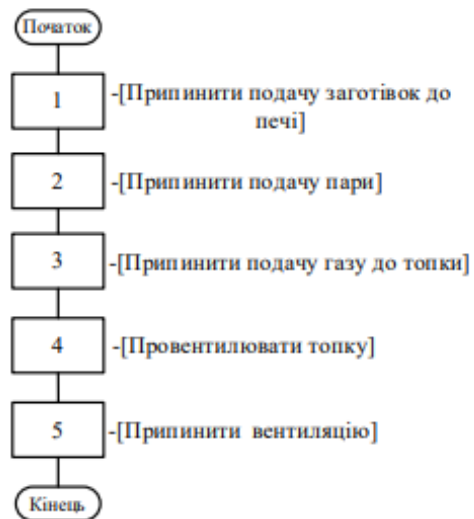 Початок
1
-[Припинити подачу заготівок до
печі]
2
-[Припинити подачу пари]
3
-[Припинити подачу газу до топки]
4
-[Провентилювати топку]
5
-[Припинити вентиляцію]
Кінець